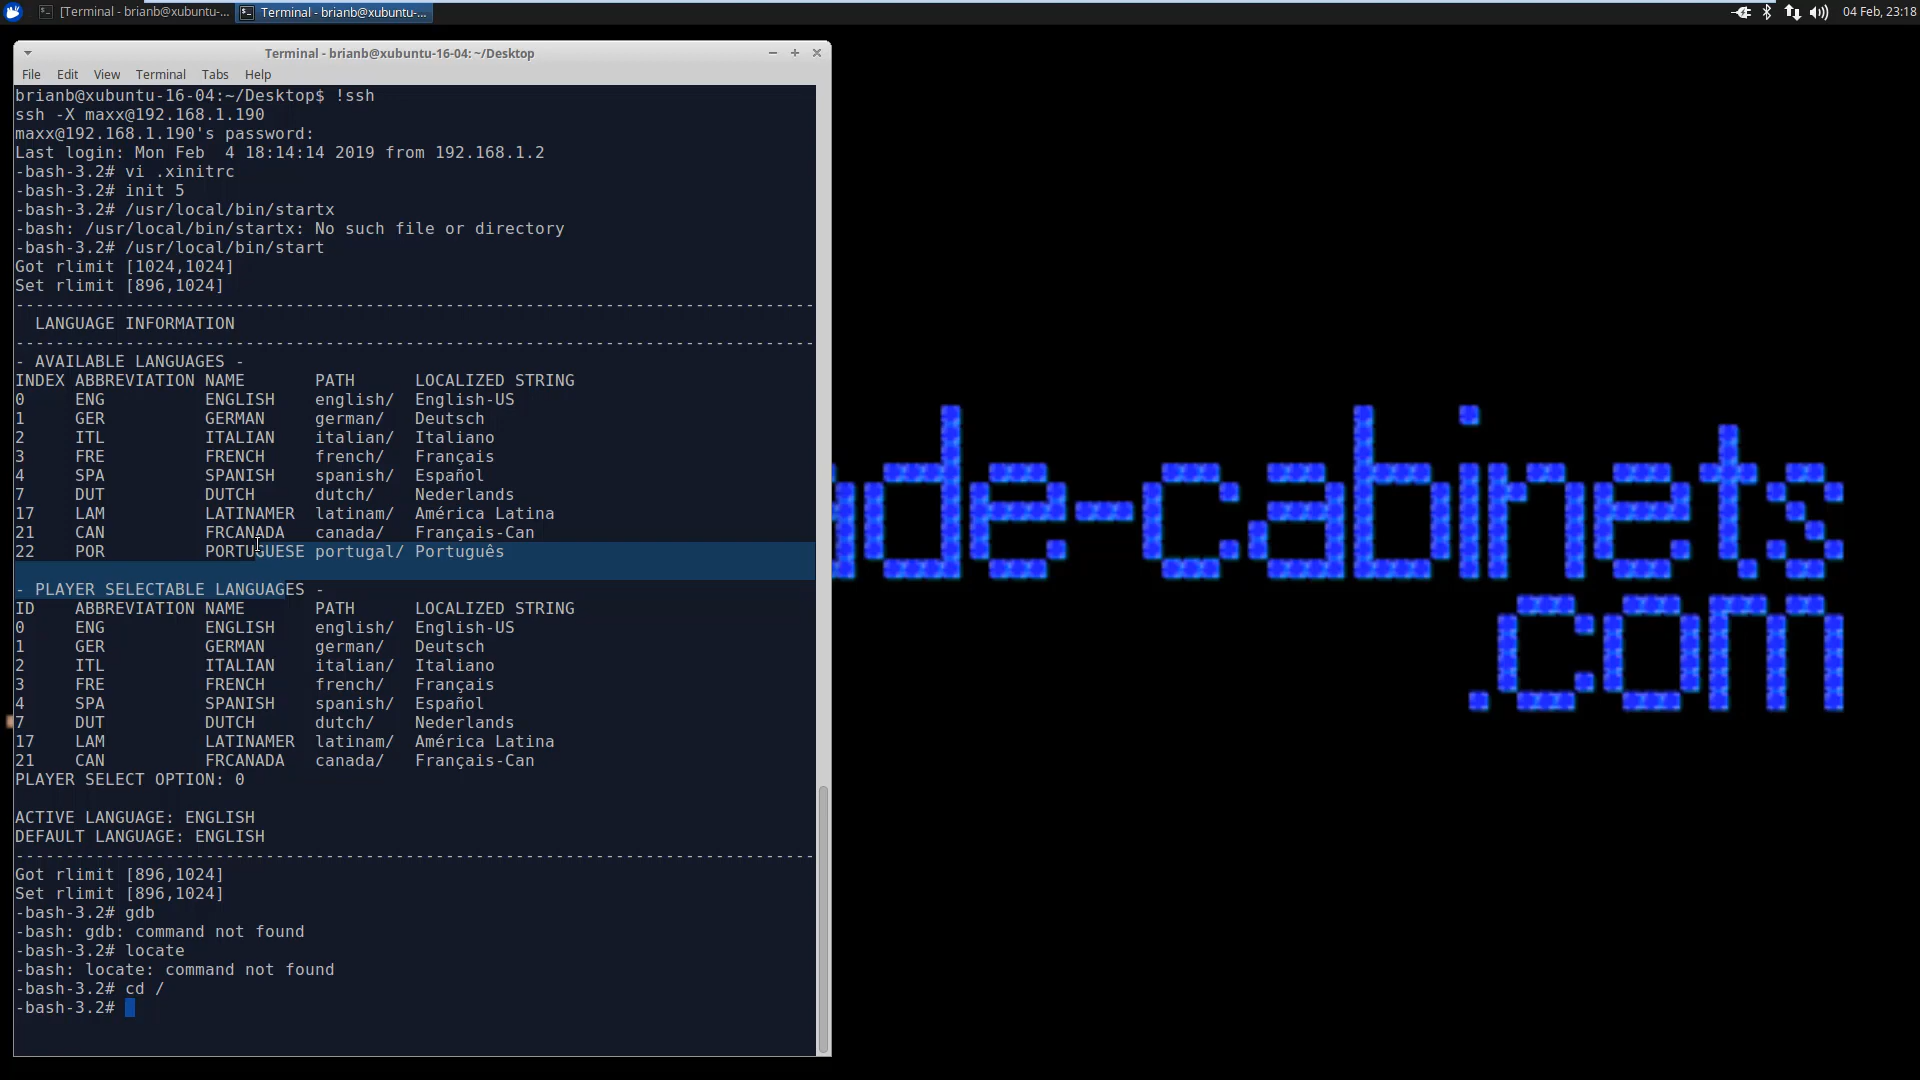 [Terminal - brianb@xubuntu-...
Terminal - brianb@xubuntu-...
04 Feb, 23:18
Terminal - brianb@xubuntu-16-04: ~/Desktop
File Edit View Terminal Tabs Help
brianb@xubuntu-16-04:~/Desktop$ !ssh
ssh -X maxx@192.168.1.190
maxx@192.168.1.190's password:
Last login: Mon Feb  4 18:14:14 2019 from 192.168.1.2
-bash-3.2# vi .xinitrc
-bash-3.2# init 5
-bash-3.2# /usr/local/bin/startx
-bash: /usr/local/bin/startx: No such file or directory
-bash-3.2# /usr/local/bin/start
Got rlimit [1024,1024]
Set rlimit [896,1024]
--------------------------------------------------------------------------------
  LANGUAGE INFORMATION
--------------------------------------------------------------------------------
- AVAILABLE LANGUAGES -
INDEX ABBREVIATION NAME       PATH      LOCALIZED STRING
0     ENG          ENGLISH    english/  English-US
1     GER          GERMAN     german/   Deutsch
2     ITL          ITALIAN    italian/  Italiano
3     FRE          FRENCH     french/   Français
4     SPA          SPANISH    spanish/  Español
7     DUT          DUTCH      dutch/    Nederlands
17    LAM          LATINAMER  latinam/  América Latina
21    CAN          FRCANADA   canada/   Français-Can
22    POR          PORTUGUESE portugal/ Português
- PLAYER SELECTABLE LANGUAGES -
ID    ABBREVIATION NAME       PATH      LOCALIZED STRING
0     ENG          ENGLISH    english/  English-US
1     GER          GERMAN     german/   Deutsch
2     ITL          ITALIAN    italian/  Italiano
3     FRE          FRENCH     french/   Français
4     SPA          SPANISH    spanish/  Español
7     DUT          DUTCH      dutch/    Nederlands
17    LAM          LATINAMER  latinam/  América Latina
21    CAN          FRCANADA   canada/   Français-Can
PLAYER SELECT OPTION: 0
ACTIVE LANGUAGE: ENGLISH
DEFAULT LANGUAGE: ENGLISH
--------------------------------------------------------------------------------
Got rlimit [896,1024]
Set rlimit [896,1024]
-bash-3.2# gdb
-bash: gdb: command not found
-bash-3.2# locate
-bash: locate: command not found
-bash-3.2# cd /
-bash-3.2#
ade-cabinets
.com